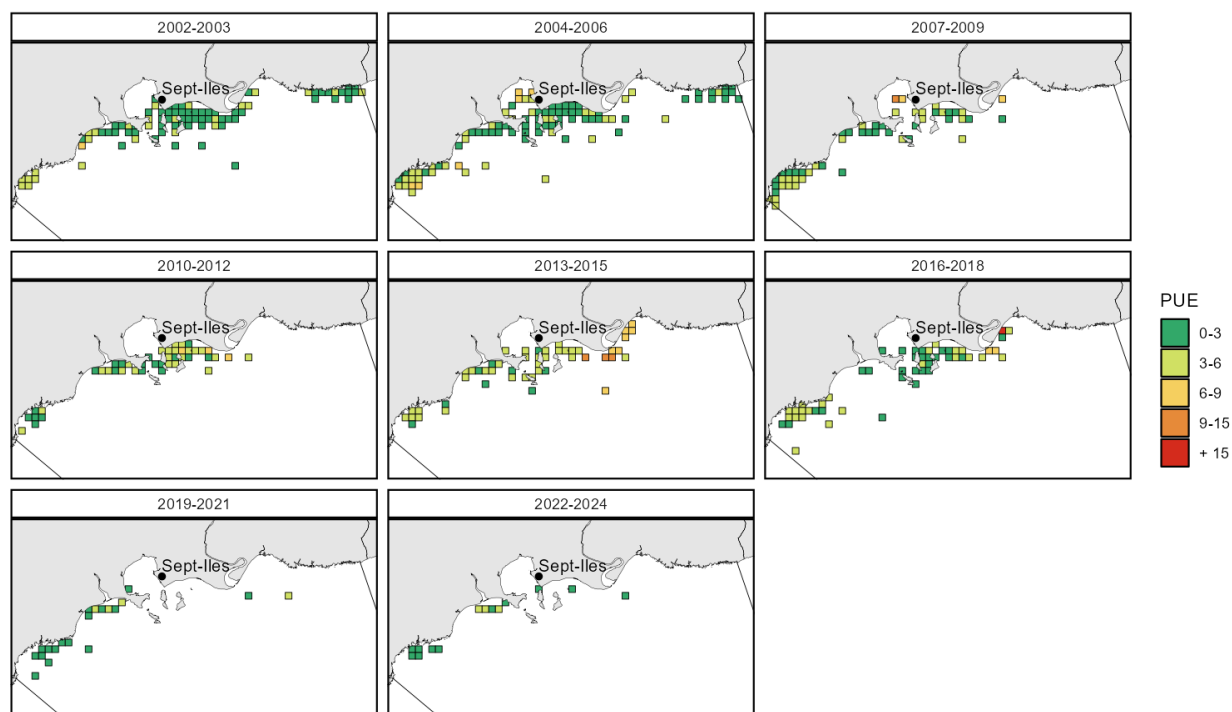 2002-2003
2004-2006
2007-2009
Sept-Iles
Sept-Iles
Sept-Iles
2010-2012
2013-2015
2016-2018
Sept-Iles
Sept-Iles
Sept-Iles
PUE
0-3
3-6
6-9
9-15
+ 15
2019-2021
2022-2024
Sept-Iles
Sept-Iles